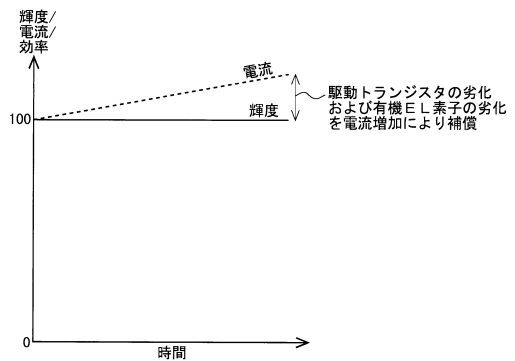 輝度/
電流/
効率
電流
輝度
100
駆動トランジスタの劣化
および有機EL素子の劣化
を電流増加により補償
0
時間